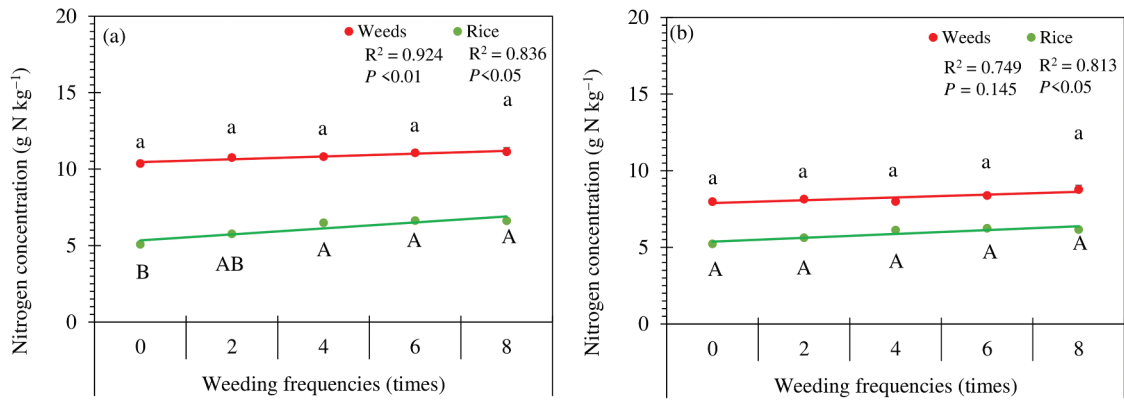 (a)
Weeds Rice
R² = 0.924 R² = 0.836
P <0.01 P<0.05
20
15
10
5
0
Nitrogen concentration (g N kg⁻¹)
a a a a a
B AB A A A
0 2 4 6 8
Weeding frequencies (times)
(b)
Weeds Rice
R² = 0.749 R² = 0.813
P = 0.145 P<0.05
20
15
10
5
0
Nitrogen concentration (g N kg⁻¹)
a a a a a
A A A A A
0 2 4 6 8
Weeding frequencies (times)